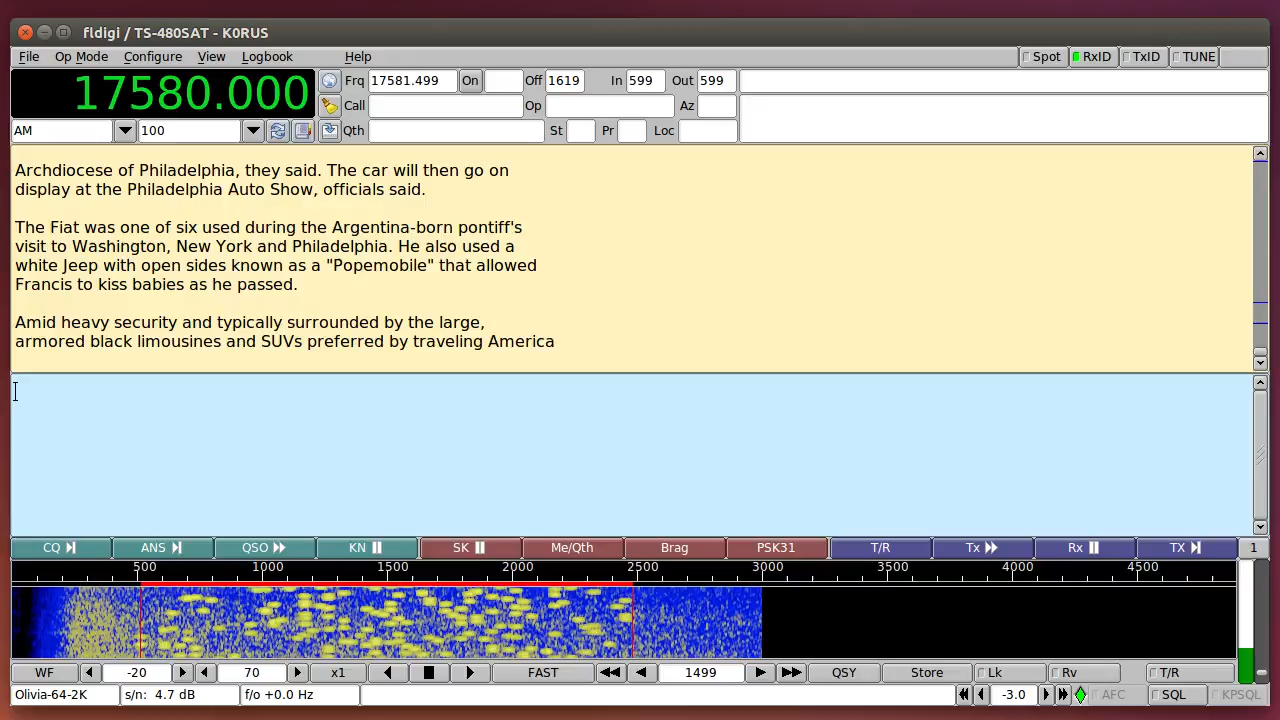 fldigi / TS-480SAT - K0RUS
File Op Mode Configure View Logbook Help Spot RxID TxID TUNE
17580.000 Frq 17581.499 On Off 1619 In 599 Out 599
Call Op Az
AM 100 Qth St Pr Loc
Archdiocese of Philadelphia, they said. The car will then go on
display at the Philadelphia Auto Show, officials said.
The Fiat was one of six used during the Argentina-born pontiff's
visit to Washington, New York and Philadelphia. He also used a
white Jeep with open sides known as a "Popemobile" that allowed
Francis to kiss babies as he passed.
Amid heavy security and typically surrounded by the large,
armored black limousines and SUVs preferred by traveling America
CQ ANS QSO KN SK Me/Qth Brag PSK31 T/R Tx Rx TX 1
500 1000 1500 2000 2500 3000 3500 4000 4500
WF -20 70 x1 FAST 1499 QSY Store Lk Rv T/R
Olivia-64-2K s/n: 4.7 dB f/o +0.0 Hz -3.0 AFC SQL KPSQL